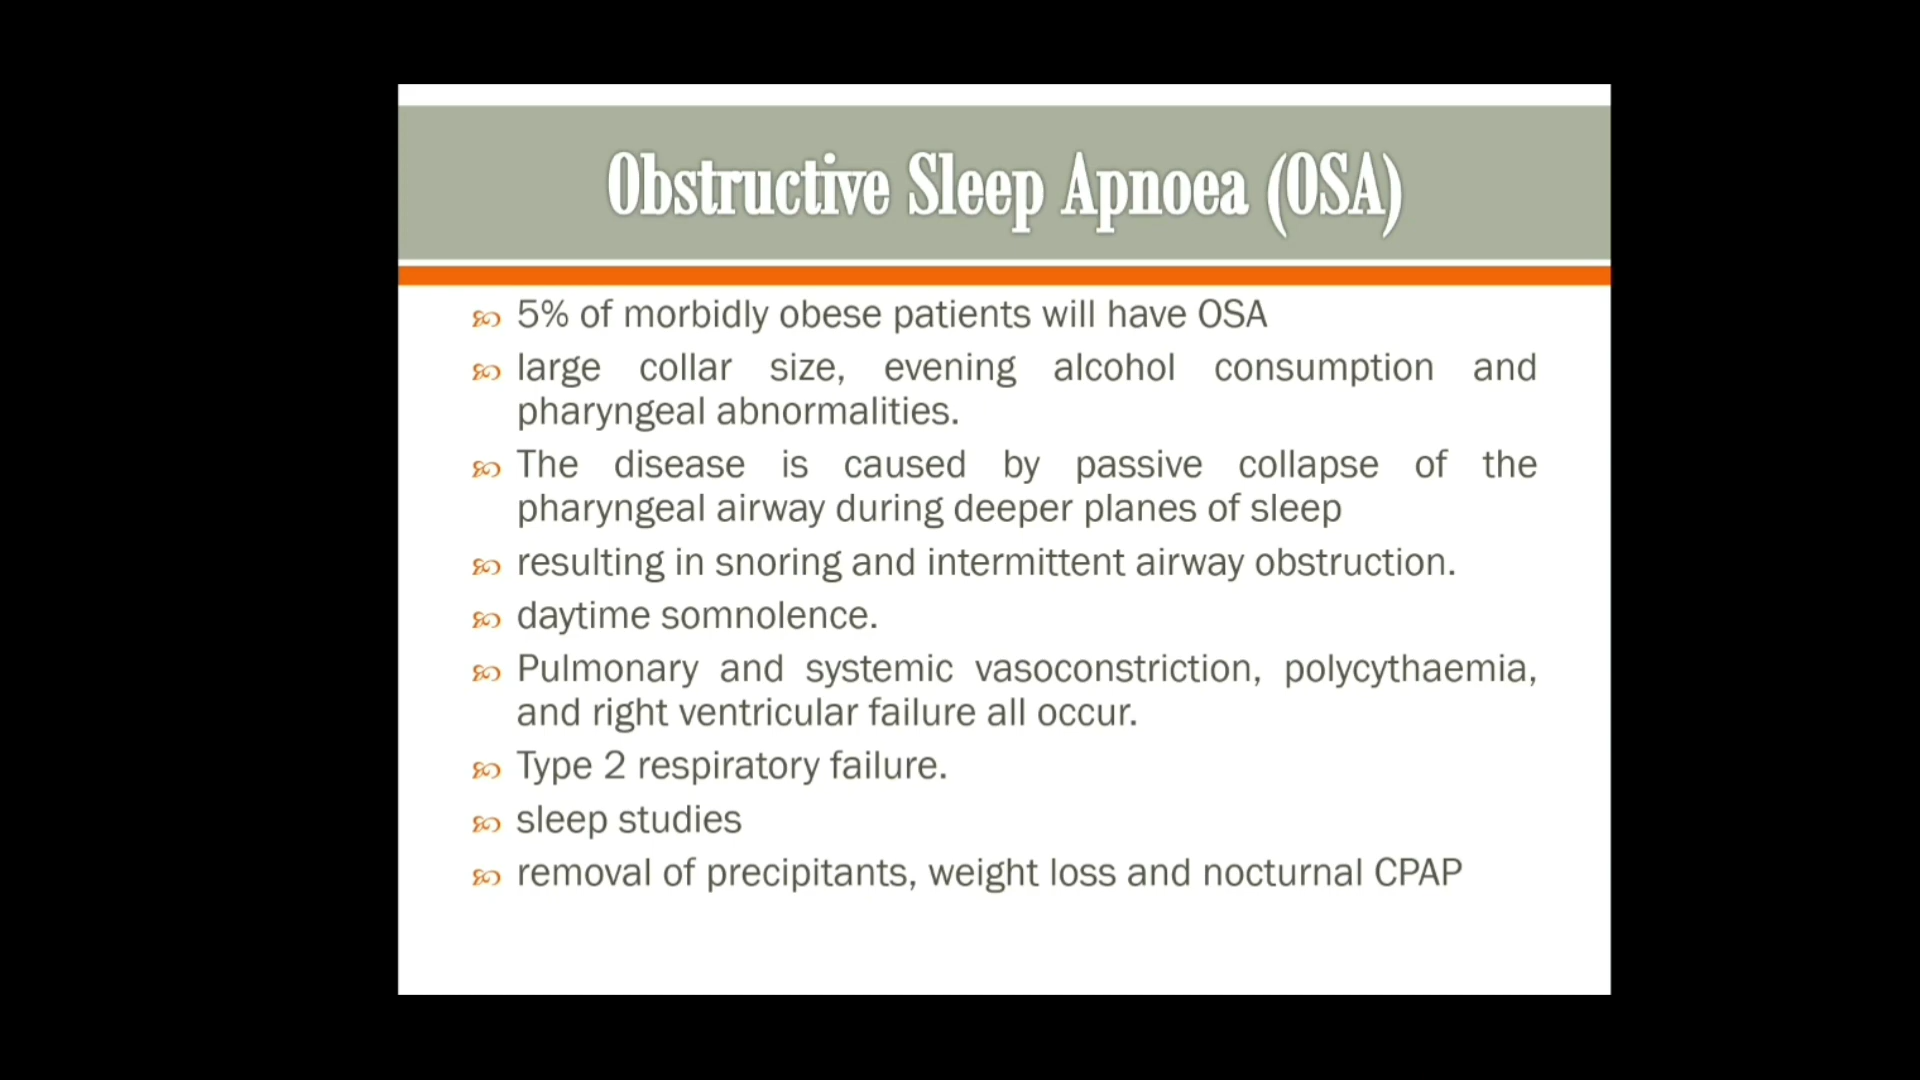 Obstructive Sleep Apnoea (OSA)
5% of morbidly obese patients will have OSA
large collar size, evening alcohol consumption and
pharyngeal abnormalities.
The disease is caused by passive collapse of the
pharyngeal airway during deeper planes of sleep
resulting in snoring and intermittent airway obstruction.
daytime somnolence.
Pulmonary and systemic vasoconstriction, polycythaemia,
and right ventricular failure all occur.
Type 2 respiratory failure.
sleep studies
removal of precipitants, weight loss and nocturnal CPAP